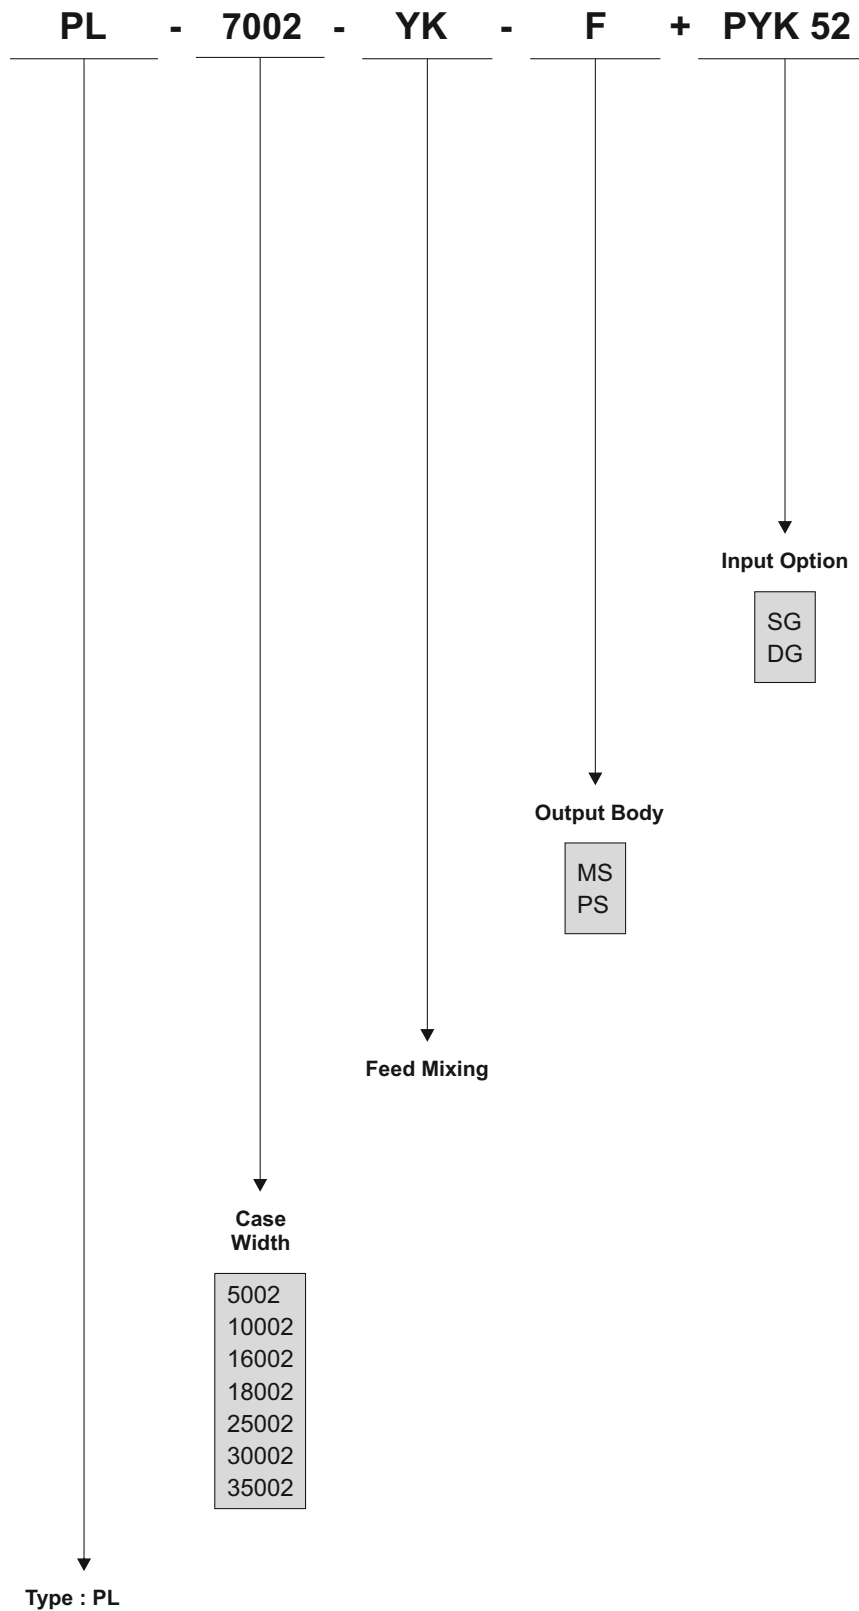 PL - 7002 - YK - F + PYK 52
Input Option
SG
DG
Output Body
MS
PS
Feed Mixing
Case
Width
5002
10002
16002
18002
25002
30002
35002
Type : PL